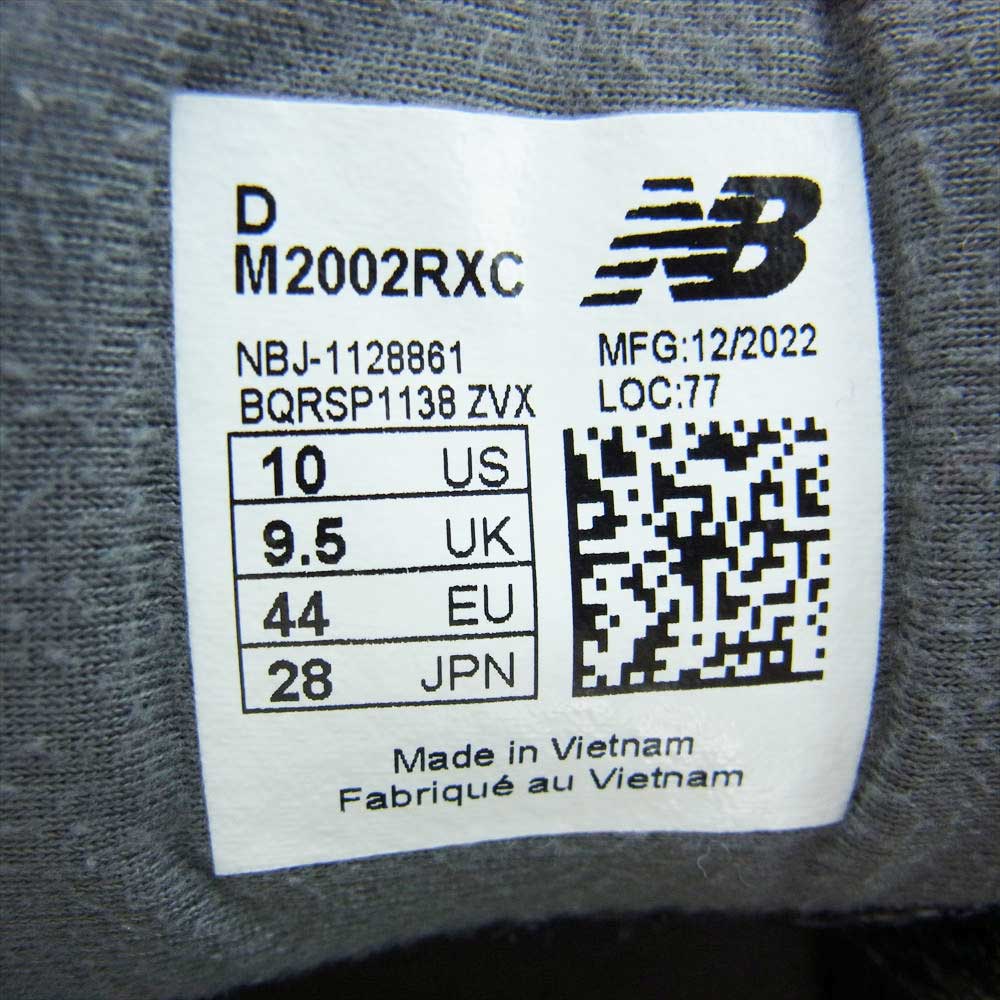 D
M2002RXC
NB
NBJ-1128861
BQRSP1138 ZVX
MFG:12/2022
LOC:77
10 US
9.5 UK
44 EU
28 JPN
Made in Vietnam
Fabriqué au Vietnam